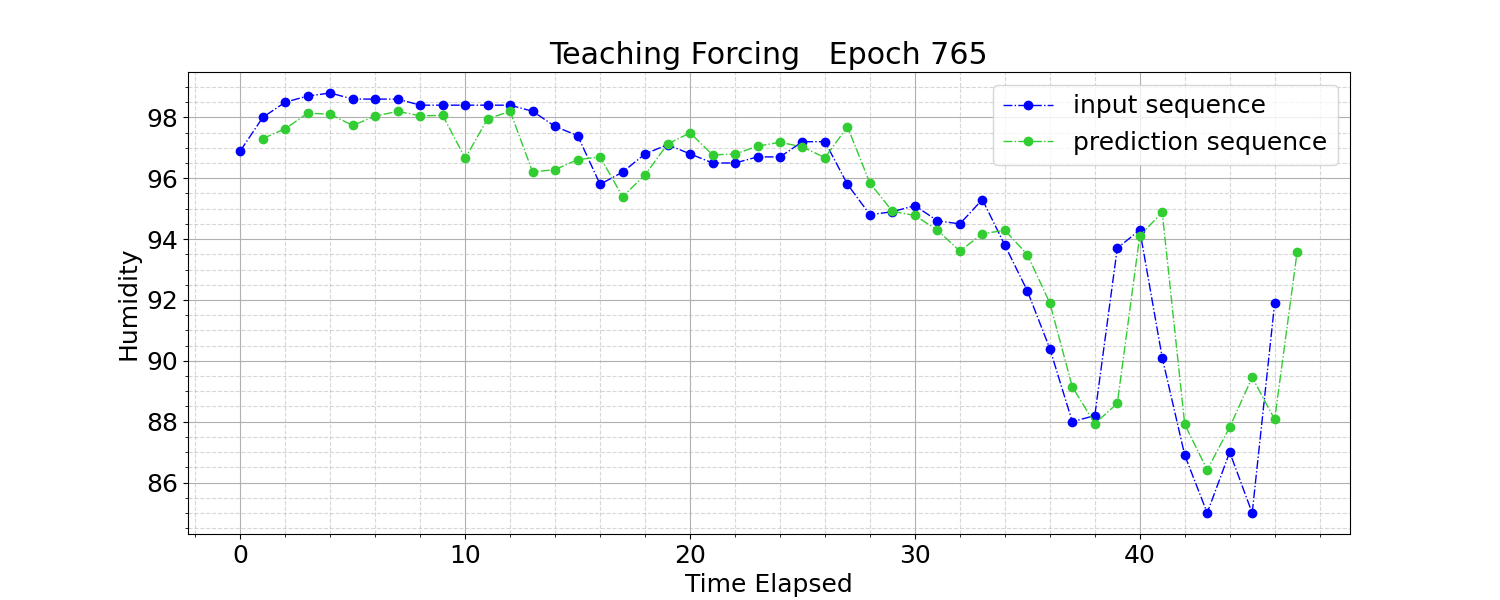 Teaching Forcing   Epoch 765
input sequence
prediction sequence
Humidity
98
96
94
92
90
88
86
0 10 20 30 40
Time Elapsed